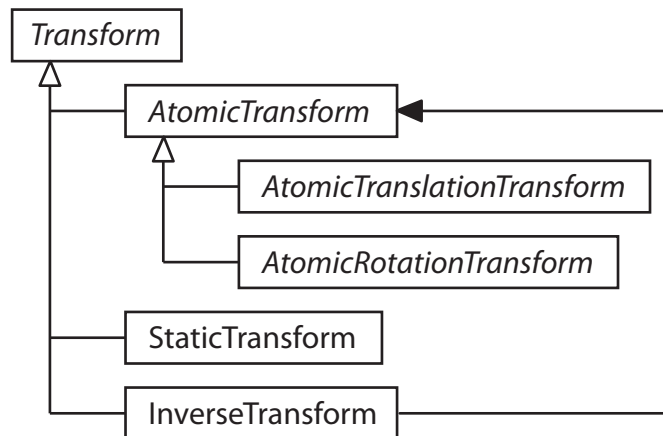 Transform
AtomicTransform
AtomicTranslationTransform
AtomicRotationTransform
StaticTransform
InverseTransform